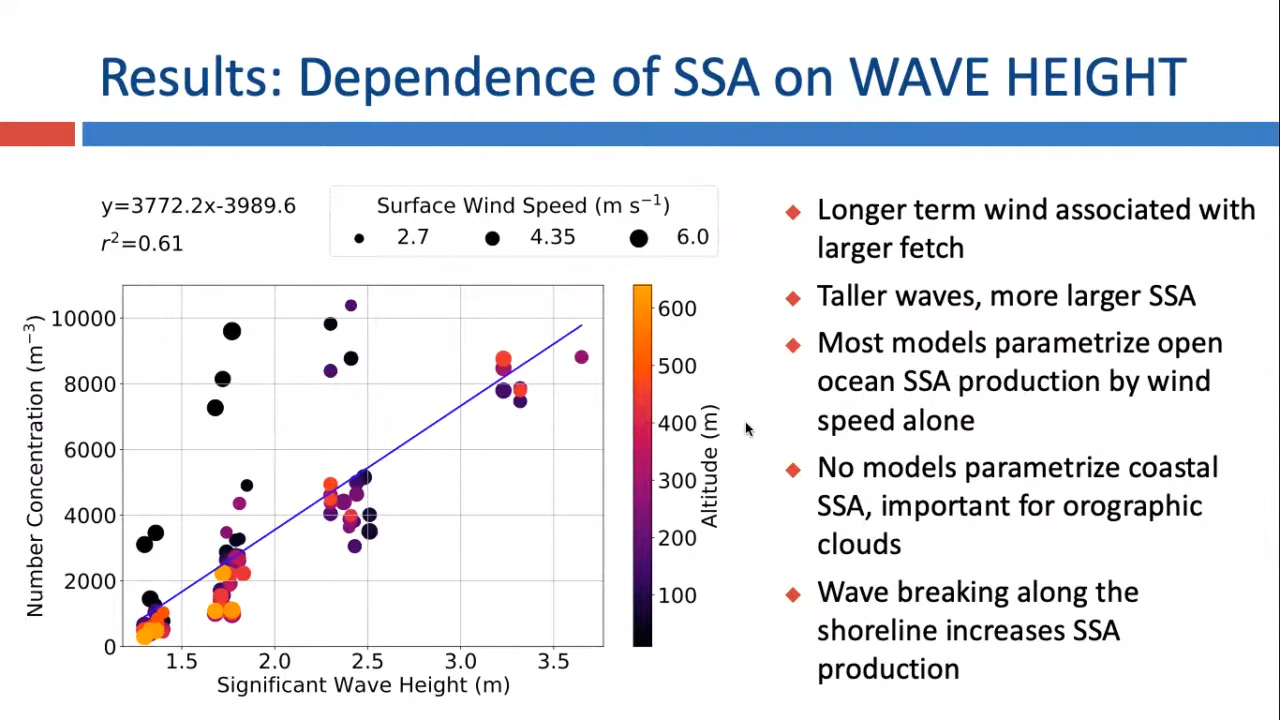 Results: Dependence of SSA on WAVE HEIGHT
y=3772.2x-3989.6
r²=0.61
Surface Wind Speed (m s⁻¹)
2.7 4.35 6.0
Number Concentration (m⁻³)
10000
8000
6000
4000
2000
0
1.5 2.0 2.5 3.0 3.5
Significant Wave Height (m)
600
500
400
300
200
100
Altitude (m)
Longer term wind associated with
larger fetch
Taller waves, more larger SSA
Most models parametrize open
ocean SSA production by wind
speed alone
No models parametrize coastal
SSA, important for orographic
clouds
Wave breaking along the
shoreline increases SSA
production